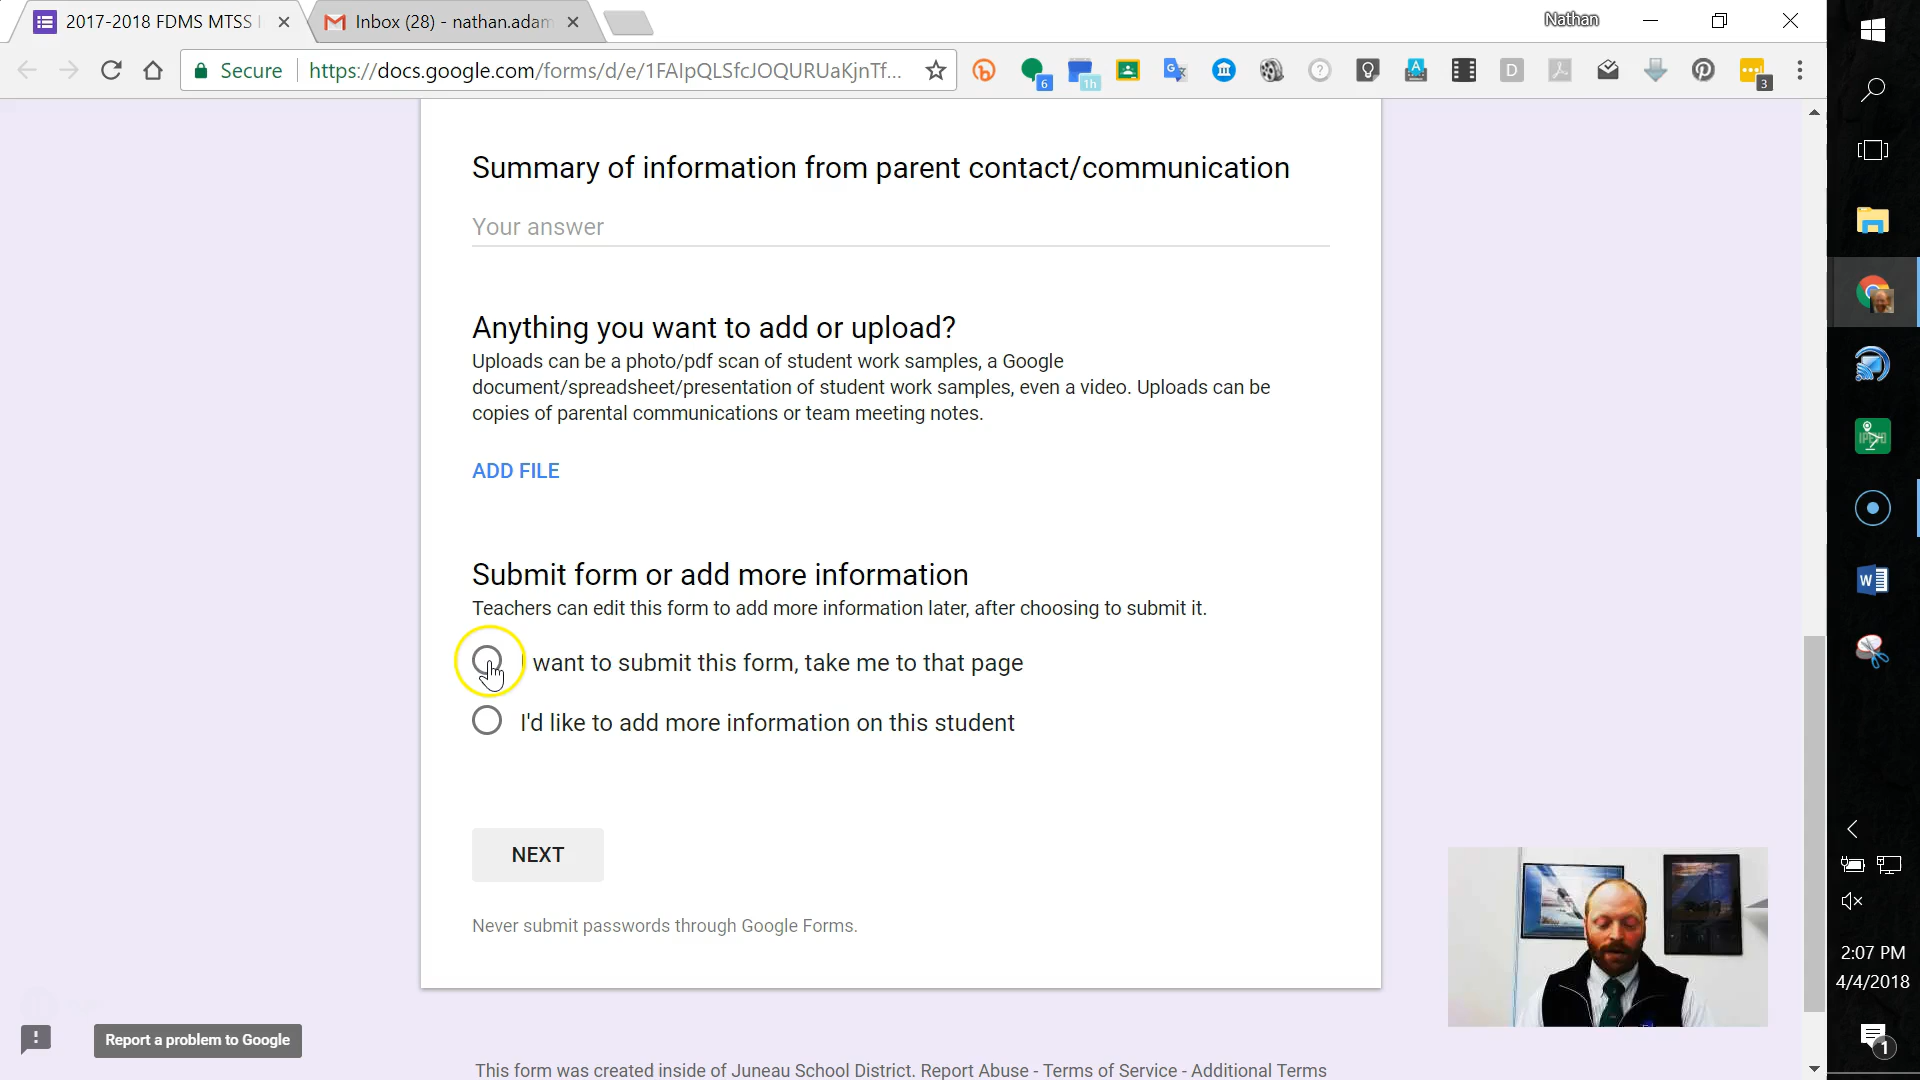 2017-2018 FDMS MTSS
Inbox (28) - nathan.adam
Nathan
Secure
https://docs.google.com/forms/d/e/1FAIpQLSfcJOQURUaKjnTf...
6
1h
3
Summary of information from parent contact/communication
Your answer
Anything you want to add or upload?
Uploads can be a photo/pdf scan of student work samples, a Google
document/spreadsheet/presentation of student work samples, even a video. Uploads can be
copies of parental communications or team meeting notes.
ADD FILE
Submit form or add more information
Teachers can edit this form to add more information later, after choosing to submit it.
want to submit this form, take me to that page
I'd like to add more information on this student
NEXT
Never submit passwords through Google Forms.
Report a problem to Google
This form was created inside of Juneau School District. Report Abuse - Terms of Service - Additional Terms
IPEVO
W
2:07 PM
4/4/2018
1